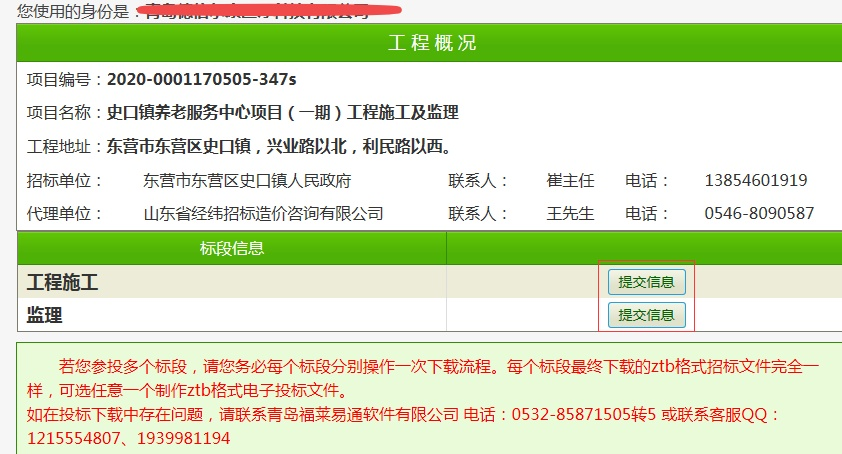 您使用的身份是：
工 程 概 况
项目编号：2020-0001170505-347s
项目名称：史口镇养老服务中心项目（一期）工程施工及监理
工程地址：东营市东营区史口镇，兴业路以北，利民路以西。
招标单位： 东营市东营区史口镇人民政府 联系人： 崔主任 电话： 13854601919
代理单位： 山东省经纬招标造价咨询有限公司 联系人： 王先生 电话： 0546-8090587
标段信息
工程施工 提交信息
监理 提交信息
若您参投多个标段，请您务必每个标段分别操作一次下载流程。每个标段最终下载的ztb格式招标文件完全一
样，可选任意一个制作ztb格式电子投标文件。
如在投标下载中存在问题，请联系青岛福莱易通软件有限公司 电话：0532-85871505转5 或联系客服QQ：
1215554807、1939981194